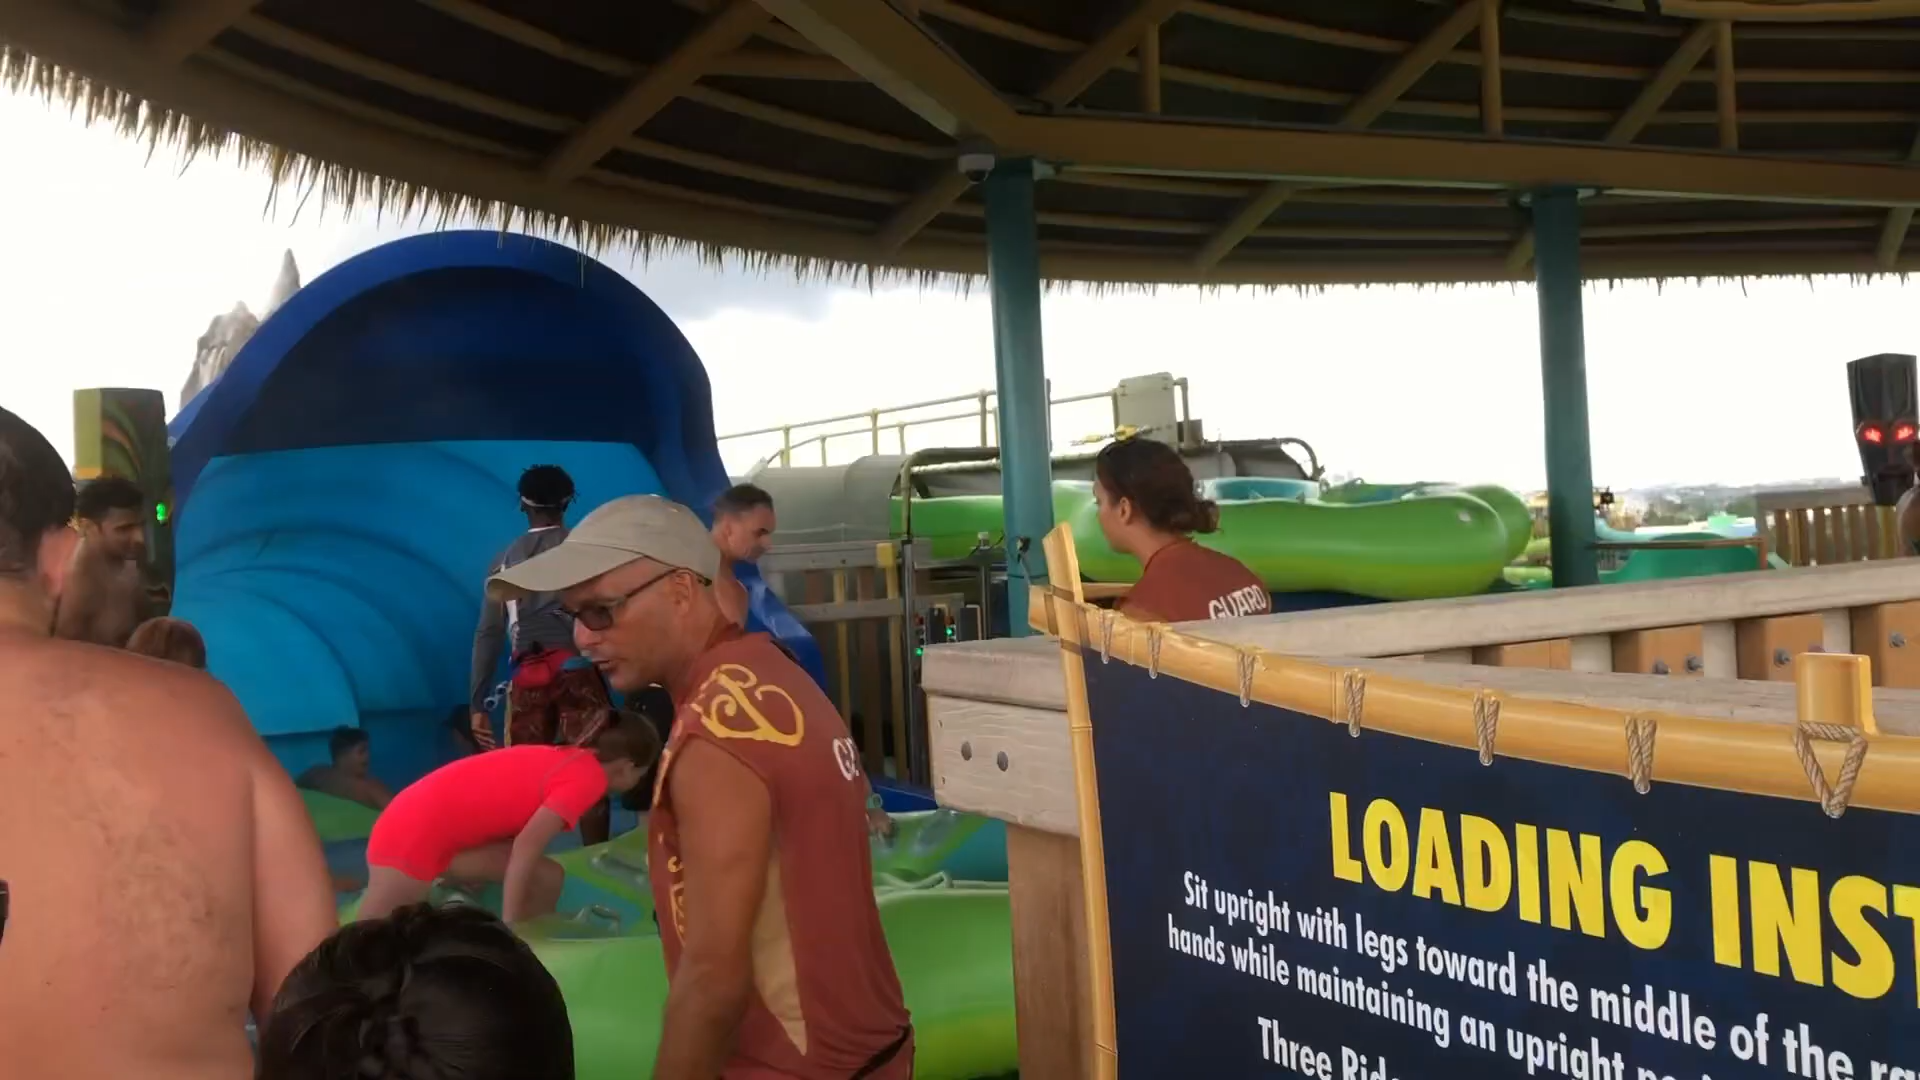 GUARD
LOADING INST
Sit upright with legs toward the middle of the ra
hands while maintaining an upright po
Three Rid